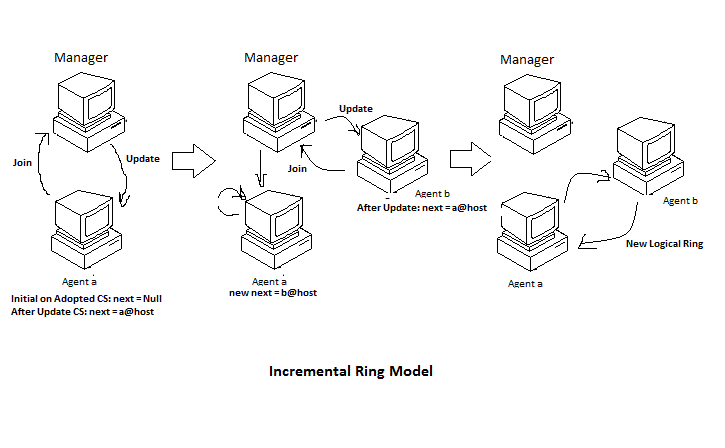 Manager
Join
Update
Agent a
Initial on Adopted CS: next = Null
After Update CS: next = a@host
Manager
Update
Join
Agent b
After Update: next = a@host
Agent a
new next = b@host
Manager
Agent b
New Logical Ring
Agent a
Incremental Ring Model